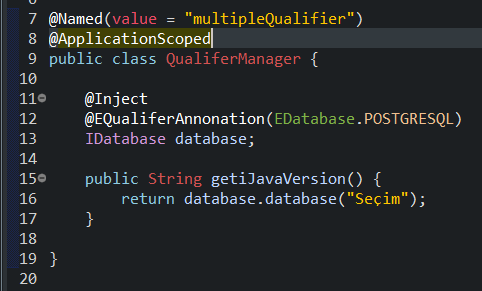 7 @Named(value = "multipleQualifier")
8 @ApplicationScoped
9 public class QualiferManager {
10
11 @Inject
12 @EQualiferAnnonation(EDatabase.POSTGRESQL)
13 IDatabase database;
14
15 public String getiJavaVersion() {
16 return database.database("Seçim");
17 }
18
19 }
20